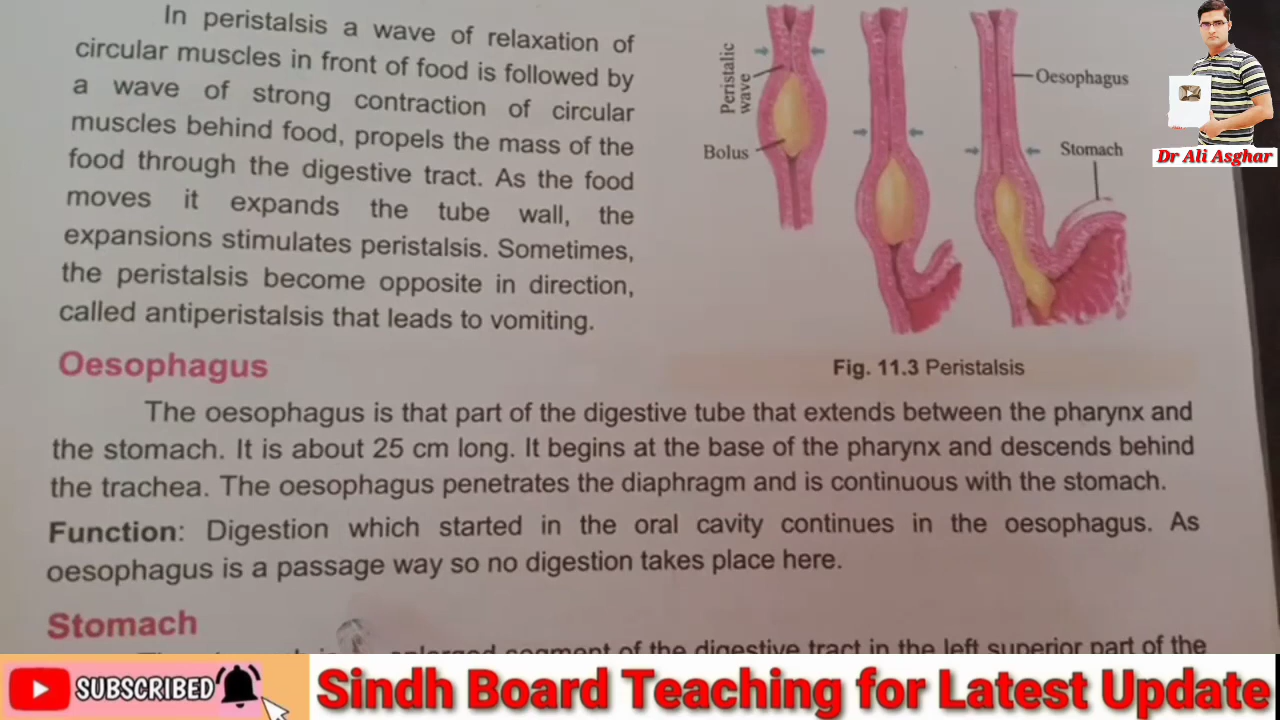 In peristalsis a wave of relaxation of
circular muscles in front of food is followed by
a wave of strong contraction of circular
muscles behind food, propels the mass of the
food through the digestive tract. As the food
moves it expands the tube wall, the
expansions stimulates peristalsis. Sometimes,
the peristalsis become opposite in direction,
called antiperistalsis that leads to vomiting.
Peristalic
wave
Bolus
Oesophagus
Stomach
Dr Ali Asghar
Fig. 11.3 Peristalsis
Oesophagus
The oesophagus is that part of the digestive tube that extends between the pharynx and
the stomach. It is about 25 cm long. It begins at the base of the pharynx and descends behind
the trachea. The oesophagus penetrates the diaphragm and is continuous with the stomach.
Function: Digestion which started in the oral cavity continues in the oesophagus. As
oesophagus is a passage way so no digestion takes place here.
Stomach
segment of the digestive tract in the left superior part of the
SUBSCRIBED
Sindh Board Teaching for Latest Update